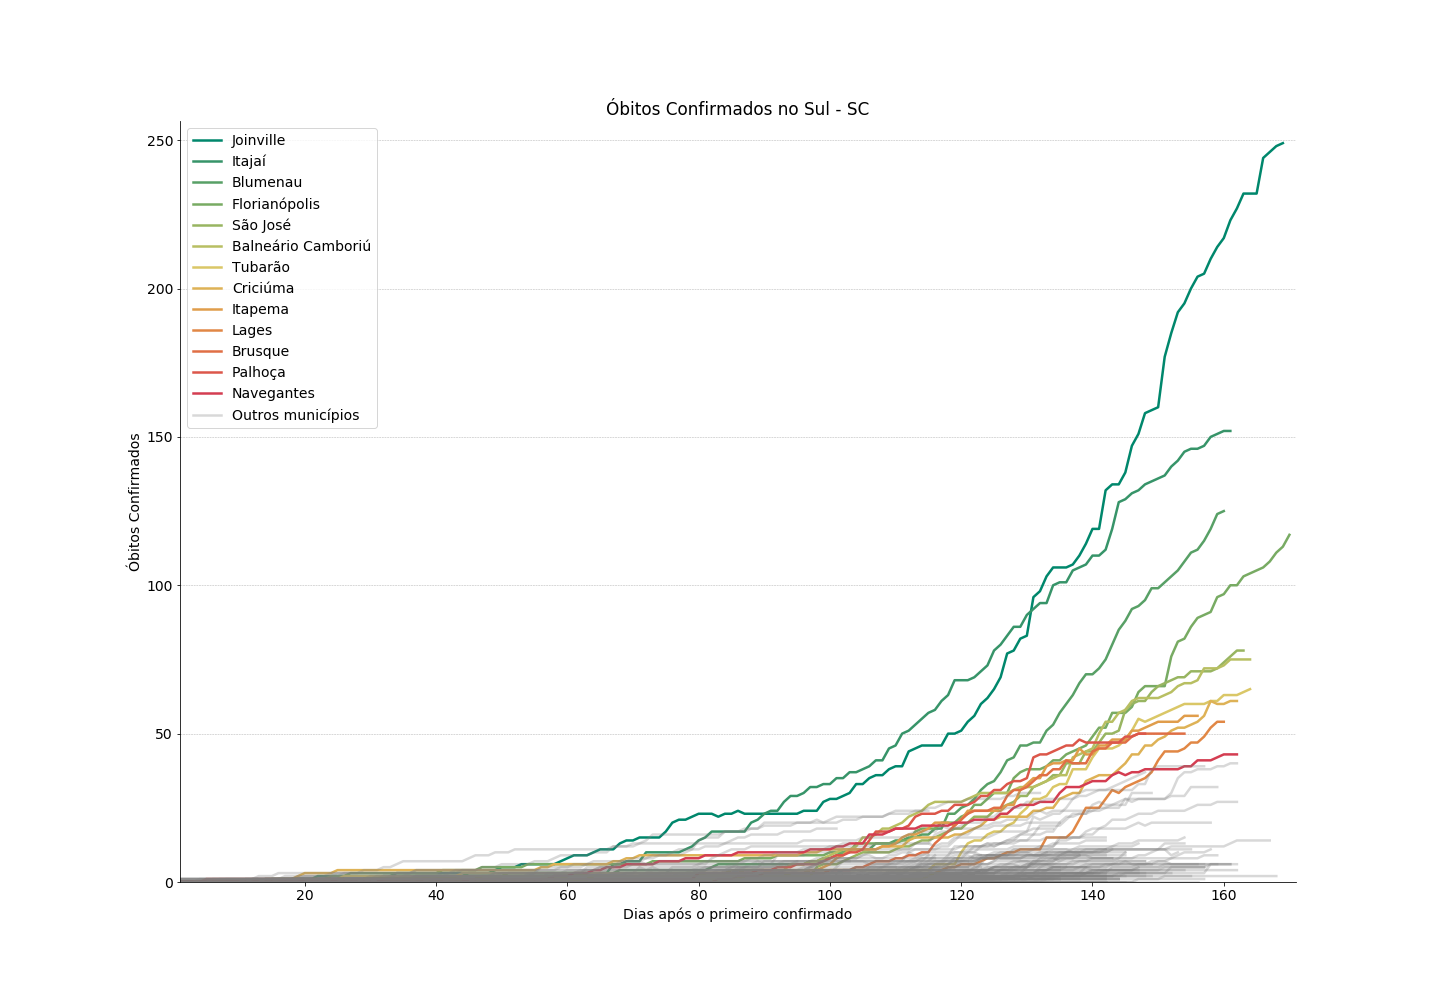 Óbitos Confirmados no Sul - SC
250
200
150
100
50
0
Óbitos Confirmados
Joinville
Itajaí
Blumenau
Florianópolis
São José
Balneário Camboriú
Tubarão
Criciúma
Itapema
Lages
Brusque
Palhoça
Navegantes
Outros municípios
20 40 60 80 100 120 140 160
Dias após o primeiro confirmado